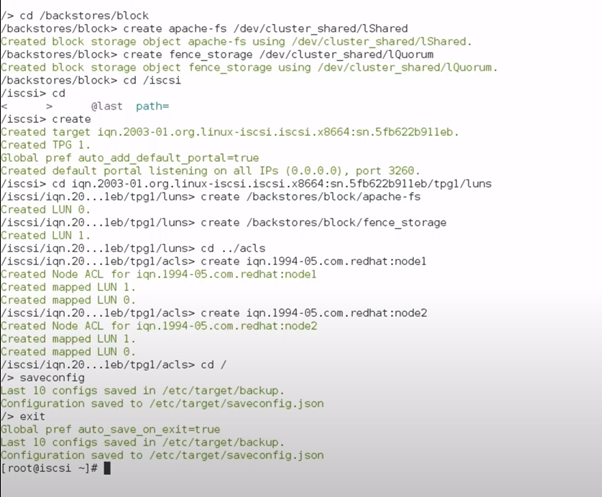 /> cd /backstores/block
/backstores/block> create apache-fs /dev/cluster_shared/lShared
Created block storage object apache-fs using /dev/cluster_shared/lShared.
/backstores/block> create fence_storage /dev/cluster_shared/lQuorum
Created block storage object fence_storage using /dev/cluster_shared/lQuorum.
/backstores/block> cd /iscsi
/iscsi> cd
< > @last path=
/iscsi> create
Created target iqn.2003-01.org.linux-iscsi.iscsi.x8664:sn.5fb622b911eb.
Created TPG 1.
Global pref auto_add_default_portal=true
Created default portal listening on all IPs (0.0.0.0), port 3260.
/iscsi> cd iqn.2003-01.org.linux-iscsi.iscsi.x8664:sn.5fb622b911eb/tpg1/luns
/iscsi/iqn.20...1eb/tpg1/luns> create /backstores/block/apache-fs
Created LUN 0.
/iscsi/iqn.20...1eb/tpg1/luns> create /backstores/block/fence_storage
Created LUN 1.
/iscsi/iqn.20...1eb/tpg1/luns> cd ../acls
/iscsi/iqn.20...1eb/tpg1/acls> create iqn.1994-05.com.redhat:node1
Created Node ACL for iqn.1994-05.com.redhat:node1
Created mapped LUN 1.
Created mapped LUN 0.
/iscsi/iqn.20...1eb/tpg1/acls> create iqn.1994-05.com.redhat:node2
Created Node ACL for iqn.1994-05.com.redhat:node2
Created mapped LUN 1.
Created mapped LUN 0.
/iscsi/iqn.20...1eb/tpg1/acls> cd /
/> saveconfig
Last 10 configs saved in /etc/target/backup.
Configuration saved to /etc/target/saveconfig.json
/> exit
Global pref auto_save_on_exit=true
Last 10 configs saved in /etc/target/backup.
Configuration saved to /etc/target/saveconfig.json
[root@iscsi ~]#